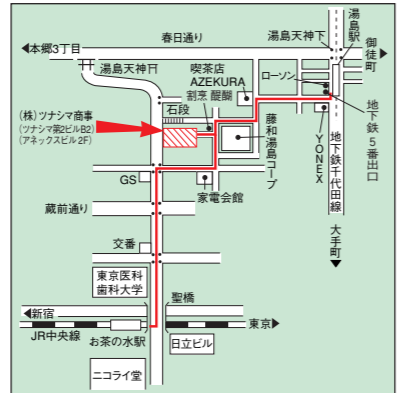 湯島駅
春日通り
湯島天神下
御徒町
◀本郷3丁目
湯島天神
喫茶店
AZEKURA
ローソン
割烹 醍醐
石段
(株)ツナシマ商事
(ツナシマ第2ビルB2)
(アネックスビル2F)
藤和湯島コープ
YONEX
地下鉄千代田線
地下鉄5番出口
GS
家電会館
蔵前通り
大手町▼
交番
東京医科
歯科大学
聖橋
◀新宿
東京▶
JR中央線
お茶の水駅
日立ビル
ニコライ堂